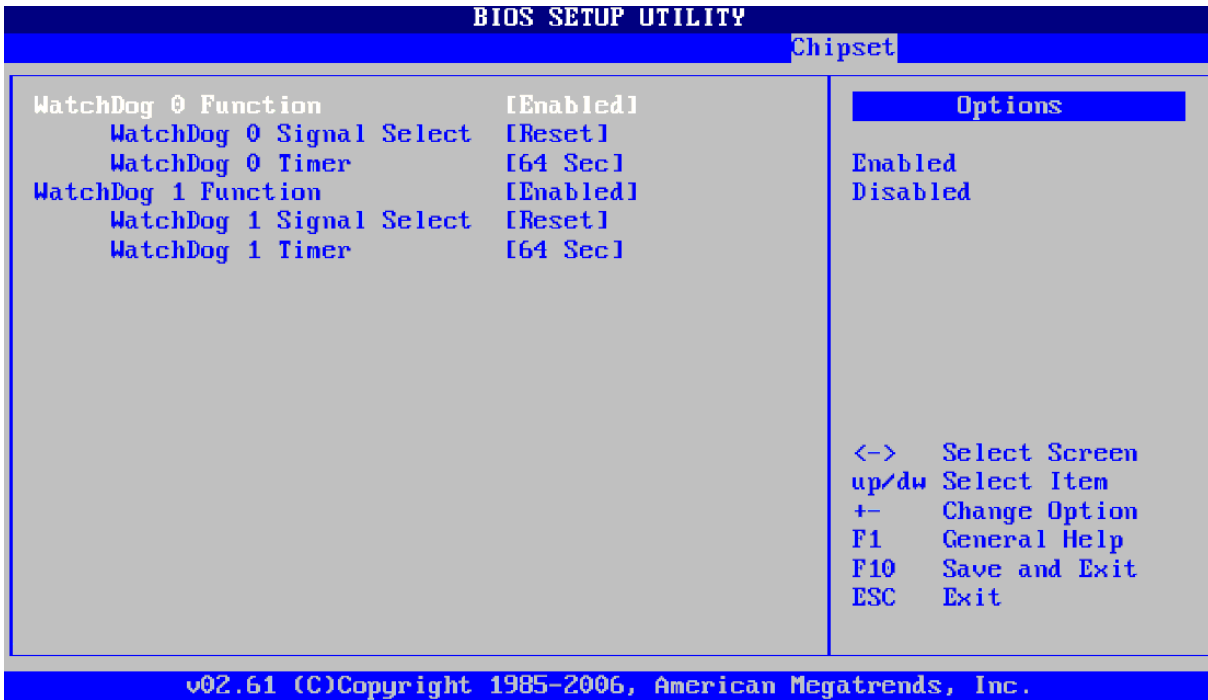 BIOS SETUP UTILITY
Chipset
WatchDog 0 Function [Enabled]
WatchDog 0 Signal Select [Reset]
WatchDog 0 Timer [64 Sec]
WatchDog 1 Function [Enabled]
WatchDog 1 Signal Select [Reset]
WatchDog 1 Timer [64 Sec]
Options
Enabled
Disabled
<-> Select Screen
up/dw Select Item
+- Change Option
F1 General Help
F10 Save and Exit
ESC Exit
v02.61 (C)Copyright 1985-2006, American Megatrends, Inc.